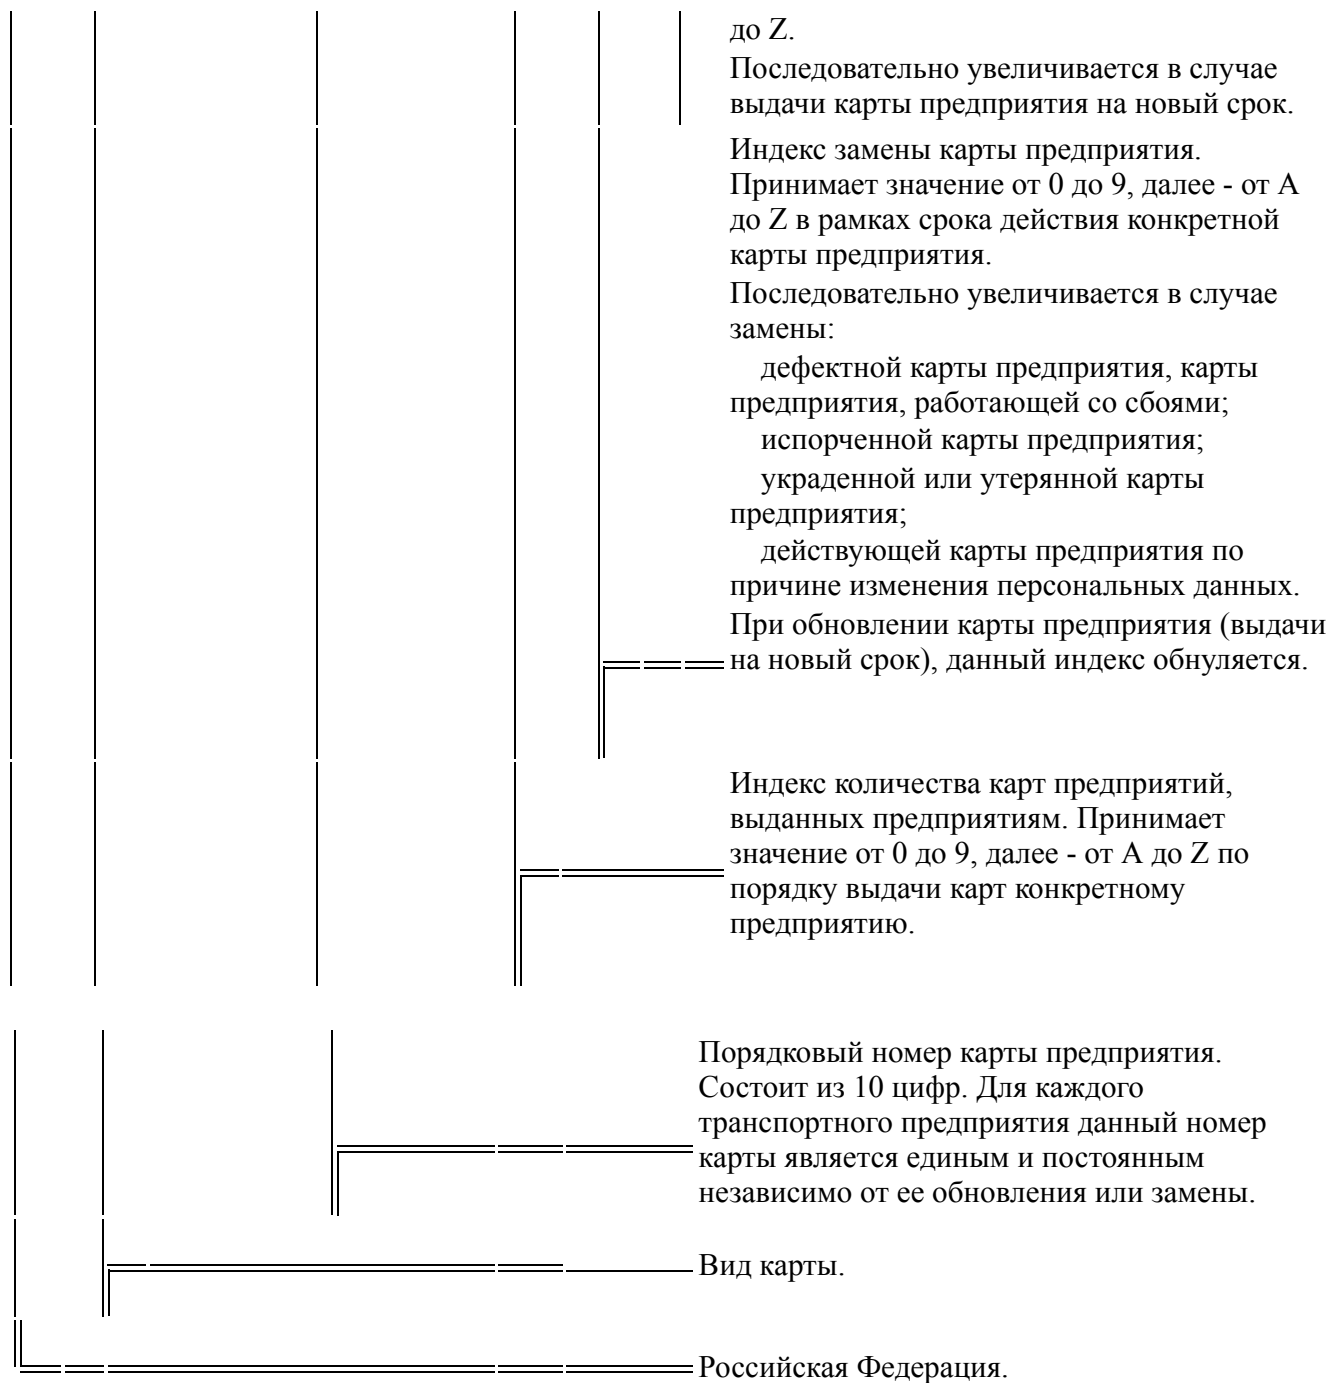 до Z.
Последовательно увеличивается в случае
выдачи карты предприятия на новый срок.
Индекс замены карты предприятия.
Принимает значение от 0 до 9, далее - от A
до Z в рамках срока действия конкретной
карты предприятия.
Последовательно увеличивается в случае
замены:
дефектной карты предприятия, карты
предприятия, работающей со сбоями;
испорченной карты предприятия;
украденной или утерянной карты
предприятия;
действующей карты предприятия по
причине изменения персональных данных.
При обновлении карты предприятия (выдачи
на новый срок), данный индекс обнуляется.
Индекс количества карт предприятий,
выданных предприятиям. Принимает
значение от 0 до 9, далее - от A до Z по
порядку выдачи карт конкретному
предприятию.
Порядковый номер карты предприятия.
Состоит из 10 цифр. Для каждого
транспортного предприятия данный номер
карты является единым и постоянным
независимо от ее обновления или замены.
Вид карты.
Российская Федерация.